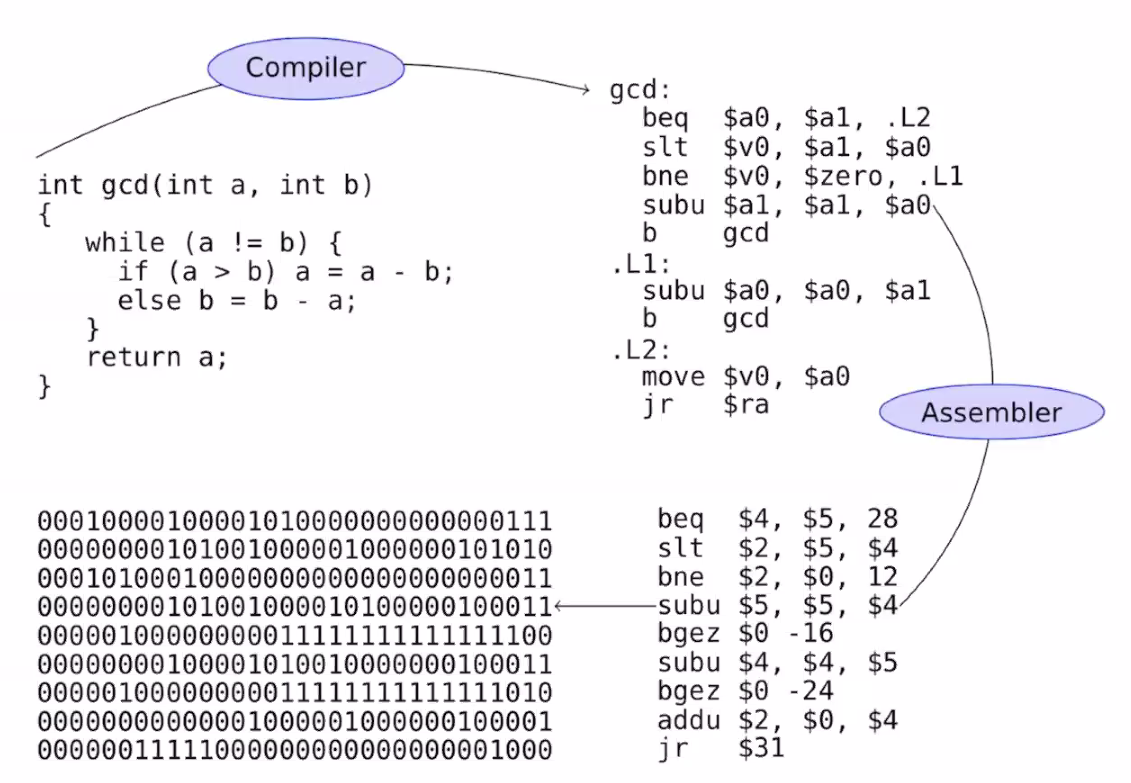 Compiler
int gcd(int a, int b)
{
while (a != b) {
if (a > b) a = a - b;
else b = b - a;
}
return a;
}
gcd:
beq $a0, $a1, .L2
slt $v0, $a1, $a0
bne $v0, $zero, .L1
subu $a1, $a1, $a0
b gcd
.L1:
subu $a0, $a0, $a1
b gcd
.L2:
move $v0, $a0
jr $ra
Assembler
beq $4, $5, 28
slt $2, $5, $4
bne $2, $0, 12
subu $5, $5, $4
bgez $0 -16
subu $4, $4, $5
bgez $0 -24
addu $2, $0, $4
jr $31
00010000100001010000000000000111
00000000101001000001000000101010
00010100010000000000000000000011
00000000101001000010100000100011
00000100000000011111111111111100
00000000100001010010000000100011
00000100000000011111111111111010
00000000000001000001000000100001
00000011111000000000000000001000